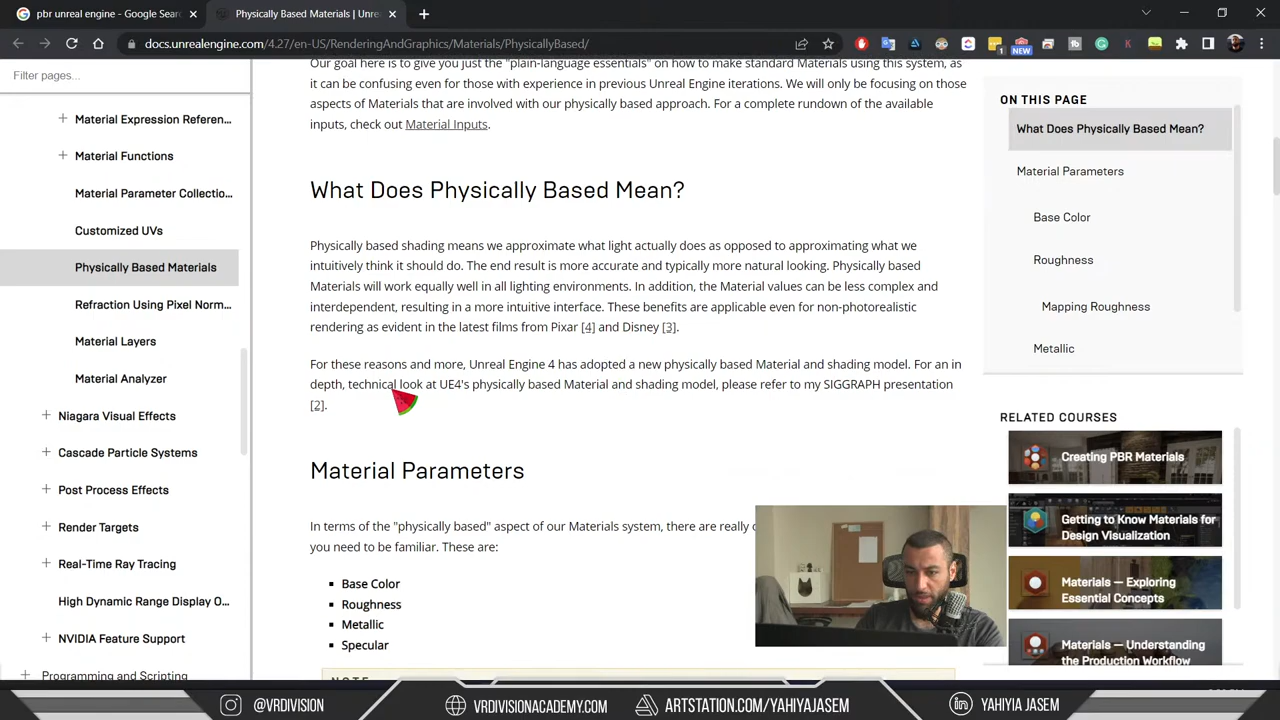 pbr unreal engine - Google Searc
Physically Based Materials | Unre
docs.unrealengine.com/4.27/en-US/RenderingAndGraphics/Materials/PhysicallyBased/
1
NEW
Filter pages...
Material Expression Referen...
Material Functions
Material Parameter Collectio...
Customized UVs
Physically Based Materials
Refraction Using Pixel Norm...
Material Layers
Material Analyzer
Niagara Visual Effects
Cascade Particle Systems
Post Process Effects
Render Targets
Real-Time Ray Tracing
High Dynamic Range Display O...
NVIDIA Feature Support
Programming and Scripting
Our goal here is to give you just the "plain-language essentials" on how to make standard Materials using this system, as
it can be confusing even for those with experience in previous Unreal Engine iterations. We will only be focusing on those
aspects of Materials that are involved with our physically based approach. For a complete rundown of the available
inputs, check out Material Inputs.
What Does Physically Based Mean?
Physically based shading means we approximate what light actually does as opposed to approximating what we
intuitively think it should do. The end result is more accurate and typically more natural looking. Physically based
Materials will work equally well in all lighting environments. In addition, the Material values can be less complex and
interdependent, resulting in a more intuitive interface. These benefits are applicable even for non-photorealistic
rendering as evident in the latest films from Pixar [4] and Disney [3].
For these reasons and more, Unreal Engine 4 has adopted a new physically based Material and shading model. For an in
depth, technical look at UE4's physically based Material and shading model, please refer to my SIGGRAPH presentation
[2].
Material Parameters
In terms of the "physically based" aspect of our Materials system, there are really
you need to be familiar. These are:
Base Color
Roughness
Metallic
Specular
ON THIS PAGE
What Does Physically Based Mean?
Material Parameters
Base Color
Roughness
Mapping Roughness
Metallic
RELATED COURSES
Creating PBR Materials
Getting to Know Materials for
Design Visualization
Materials — Exploring
Essential Concepts
Materials — Understanding
the Production Workflow
@VRDIVISION
VRDIVISIONACADEMY.COM
ARTSTATION.COM/YAHIYAJASEM
YAHIYIA JASEM